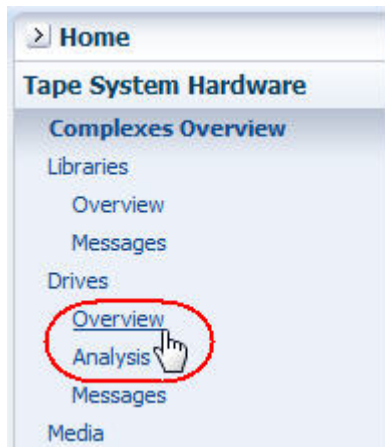 Home
Tape System Hardware
Complexes Overview
Libraries
Overview
Messages
Drives
Overview
Analysis
Messages
Media